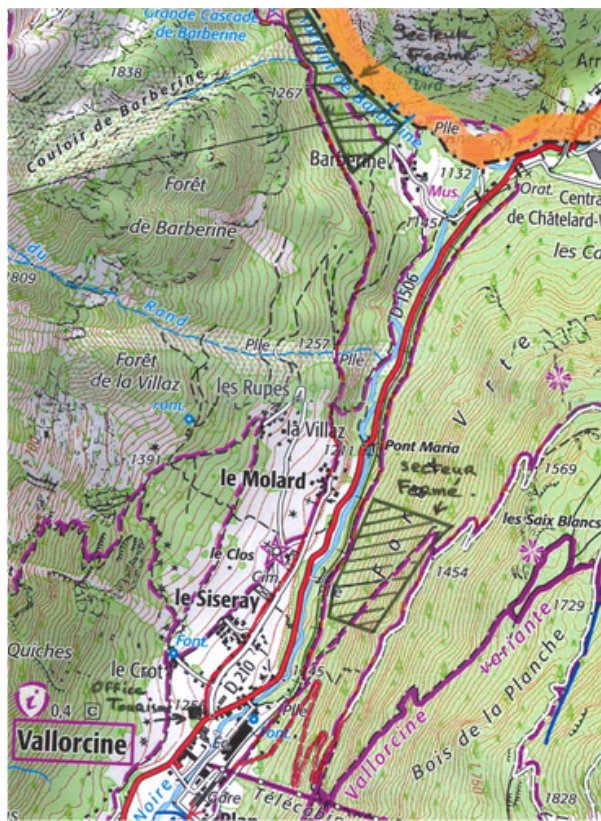 Grande Cascade
de Barberine
Secteur
Fermé
1838
1267
Torrent de Barberine
Couloir de Barberine
Plle
Barberine
1132
Mus.
Orat.
1145
Centra
de Châtelard-V
les Ca
Forêt
de Barberine
1809
du
Rand
D 1506
Plle
1257
Plle
Forêt
de la Villaz
les Rupes
Font.
la Villaz
1211
Pont Maria
1391
le Molard
secteur
Fermé.
1569
les Saix Blancs
le Clos
Cim.
1454
le Siseray
1729
Font.
Quiches
le Crot
D 210
variante
Office
Tourisme
Bois de la Planche
i
0,4
C
Plle
Font.
Vallorcine
Vallorcine
Noire
Gare
Télécabine
Plan
1828